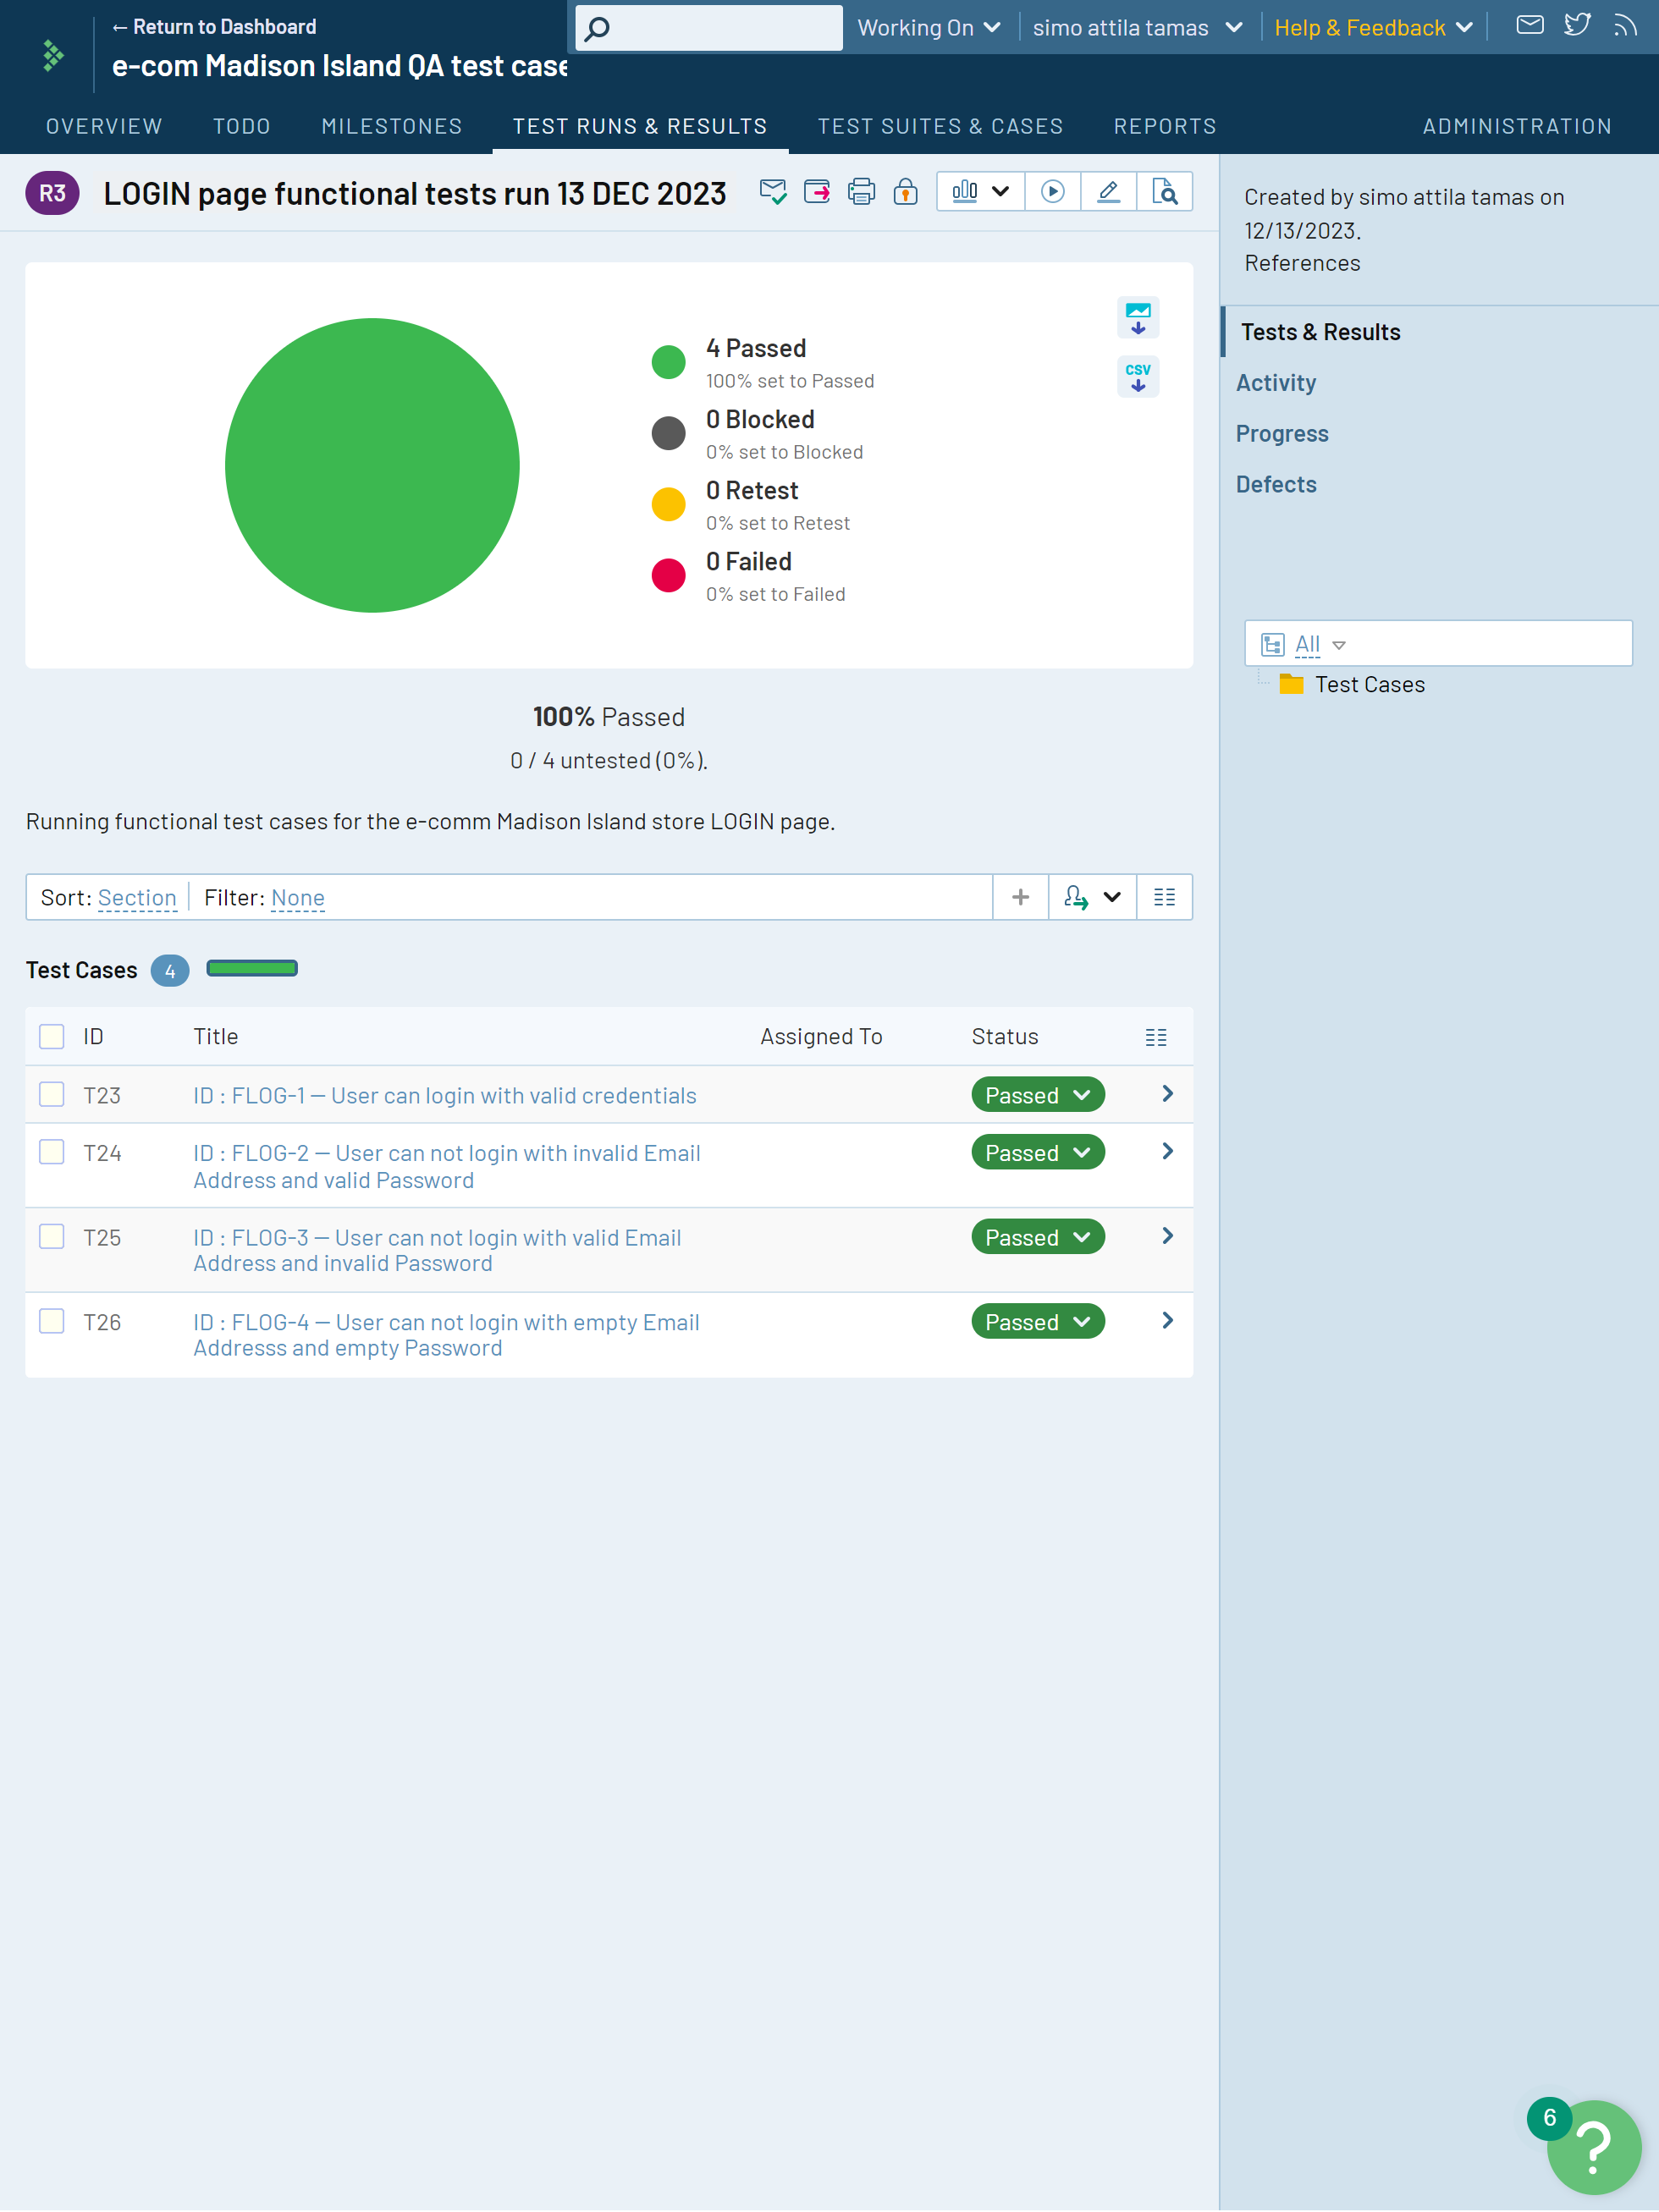 ← Return to Dashboard
e-com Madison Island QA test case
Working On
simo attila tamas
Help & Feedback
OVERVIEW
TODO
MILESTONES
TEST RUNS & RESULTS
TEST SUITES & CASES
REPORTS
ADMINISTRATION
R3
LOGIN page functional tests run 13 DEC 2023
Created by simo attila tamas on
12/13/2023.
References
Tests & Results
Activity
Progress
Defects
All
Test Cases
4 Passed
100% set to Passed
0 Blocked
0% set to Blocked
0 Retest
0% set to Retest
0 Failed
0% set to Failed
CSV
100% Passed
0 / 4 untested (0%).
Running functional test cases for the e-comm Madison Island store LOGIN page.
Sort: Section
Filter: None
Test Cases 4
ID Title Assigned To Status
T23 ID : FLOG-1 — User can login with valid credentials Passed
T24 ID : FLOG-2 — User can not login with invalid Email Passed
Address and valid Password
T25 ID : FLOG-3 — User can not login with valid Email Passed
Address and invalid Password
T26 ID : FLOG-4 — User can not login with empty Email Passed
Addresss and empty Password
6
?